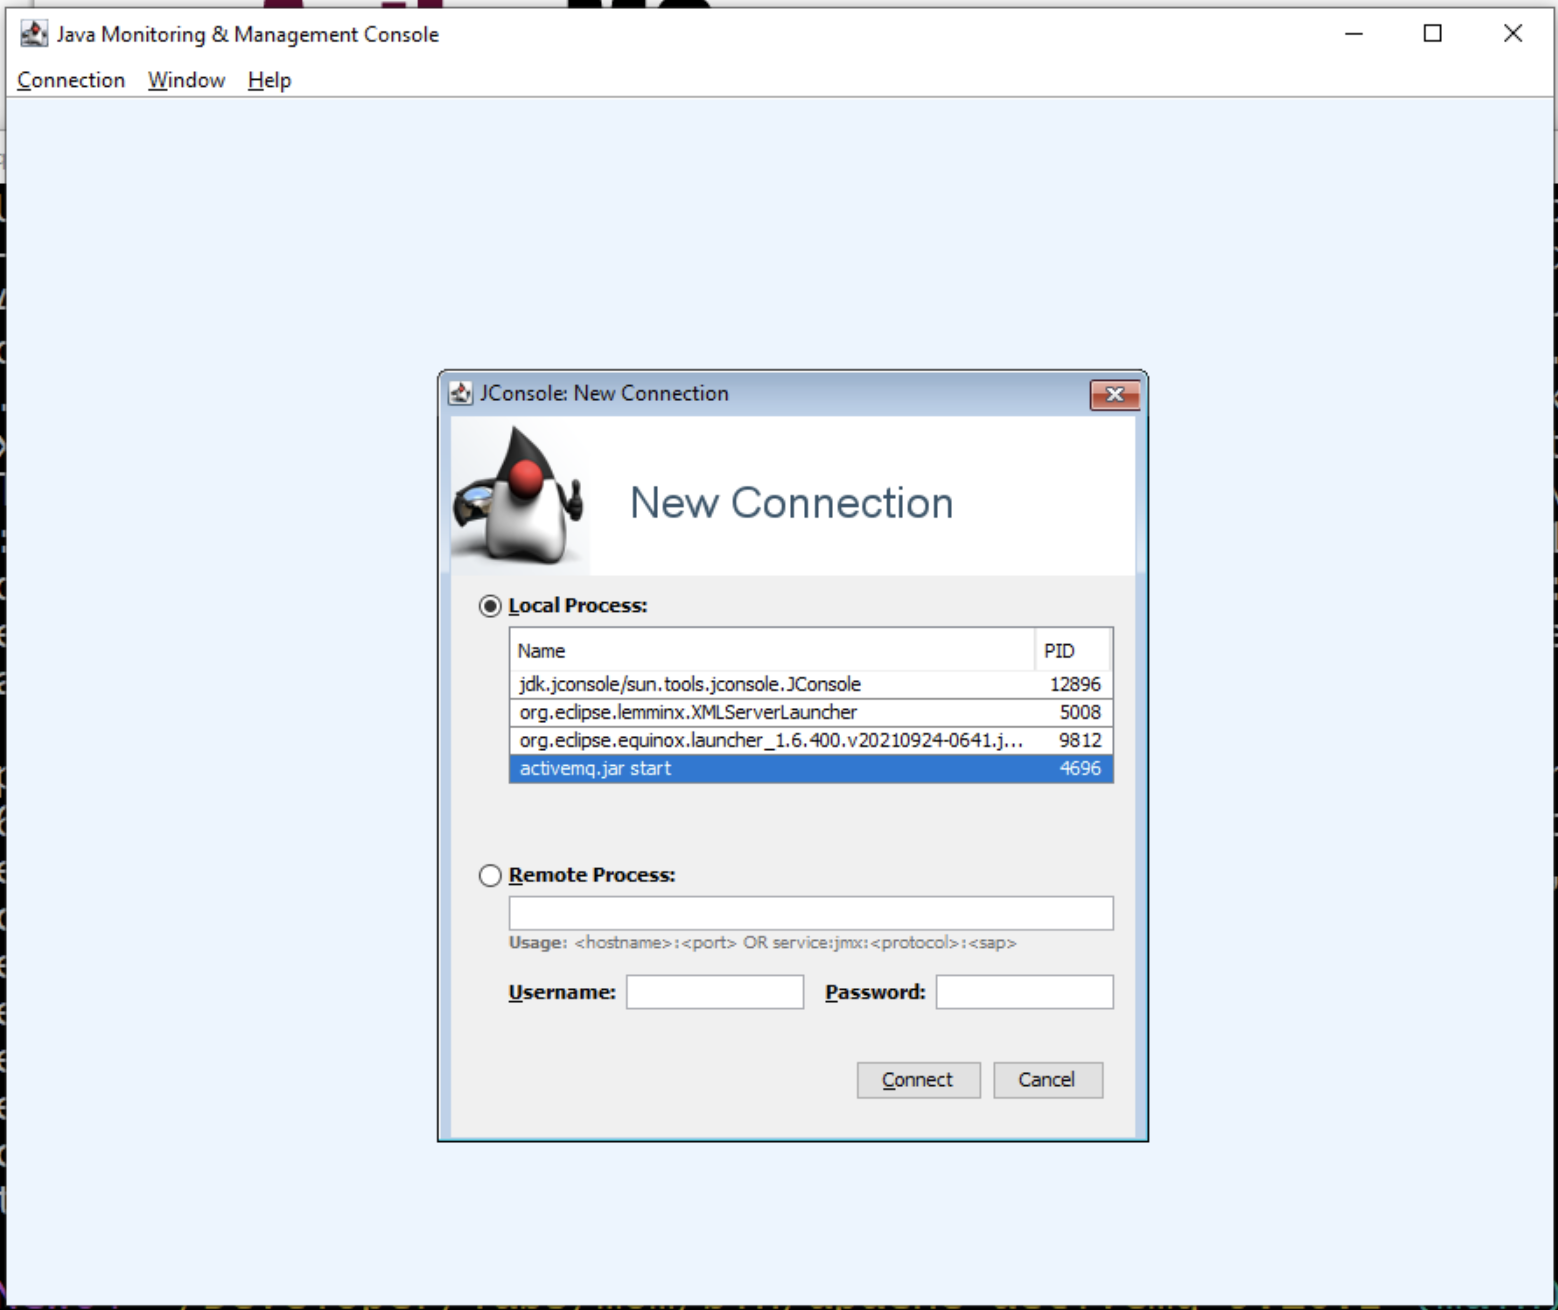 Java Monitoring & Management Console
Connection Window Help
JConsole: New Connection
New Connection
Local Process:
Name PID
jdk.jconsole/sun.tools.jconsole.JConsole 12896
org.eclipse.lemminx.XMLServerLauncher 5008
org.eclipse.equinox.launcher_1.6.400.v20210924-0641.j... 9812
activemq.jar start 4696
Remote Process:
Usage: <hostname>:<port> OR service:jmx:<protocol>:<sap>
Username: Password:
Connect Cancel